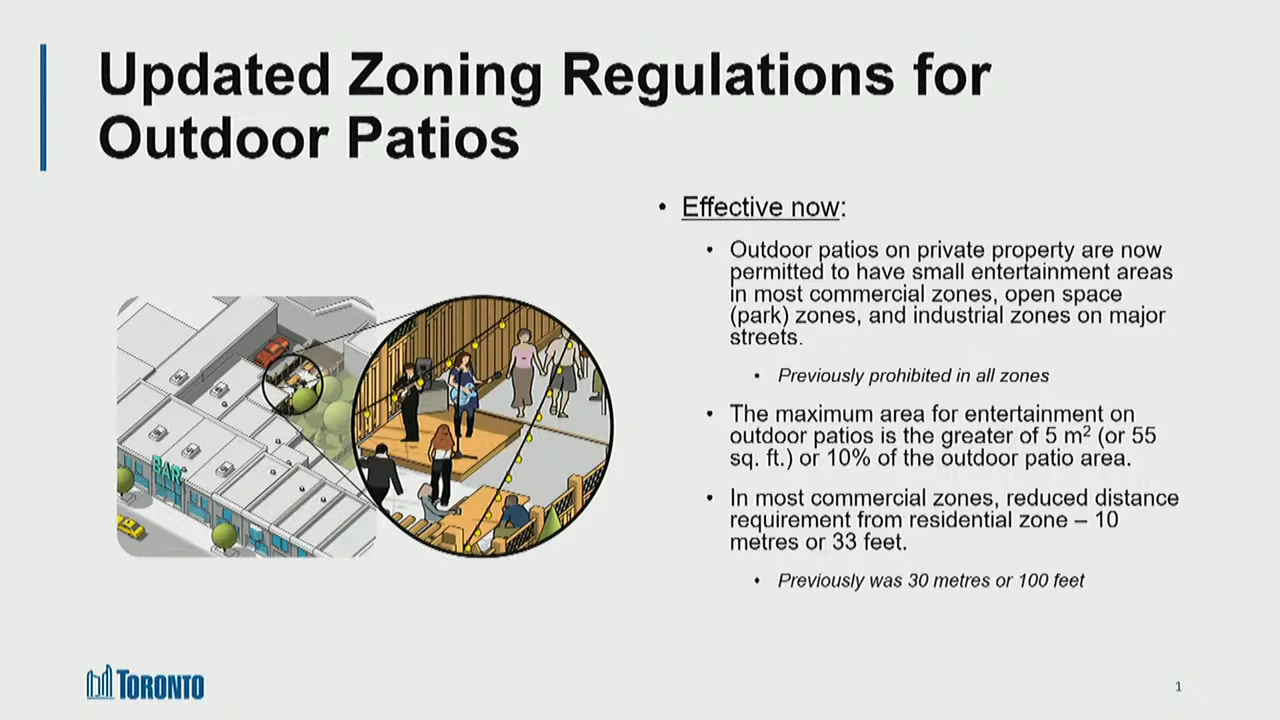 Updated Zoning Regulations for
Outdoor Patios
• Effective now:
• Outdoor patios on private property are now
permitted to have small entertainment areas
in most commercial zones, open space
(park) zones, and industrial zones on major
streets.
• Previously prohibited in all zones
• The maximum area for entertainment on
outdoor patios is the greater of 5 m² (or 55
sq. ft.) or 10% of the outdoor patio area.
• In most commercial zones, reduced distance
requirement from residential zone – 10
metres or 33 feet.
• Previously was 30 metres or 100 feet
BAR
TORONTO
1